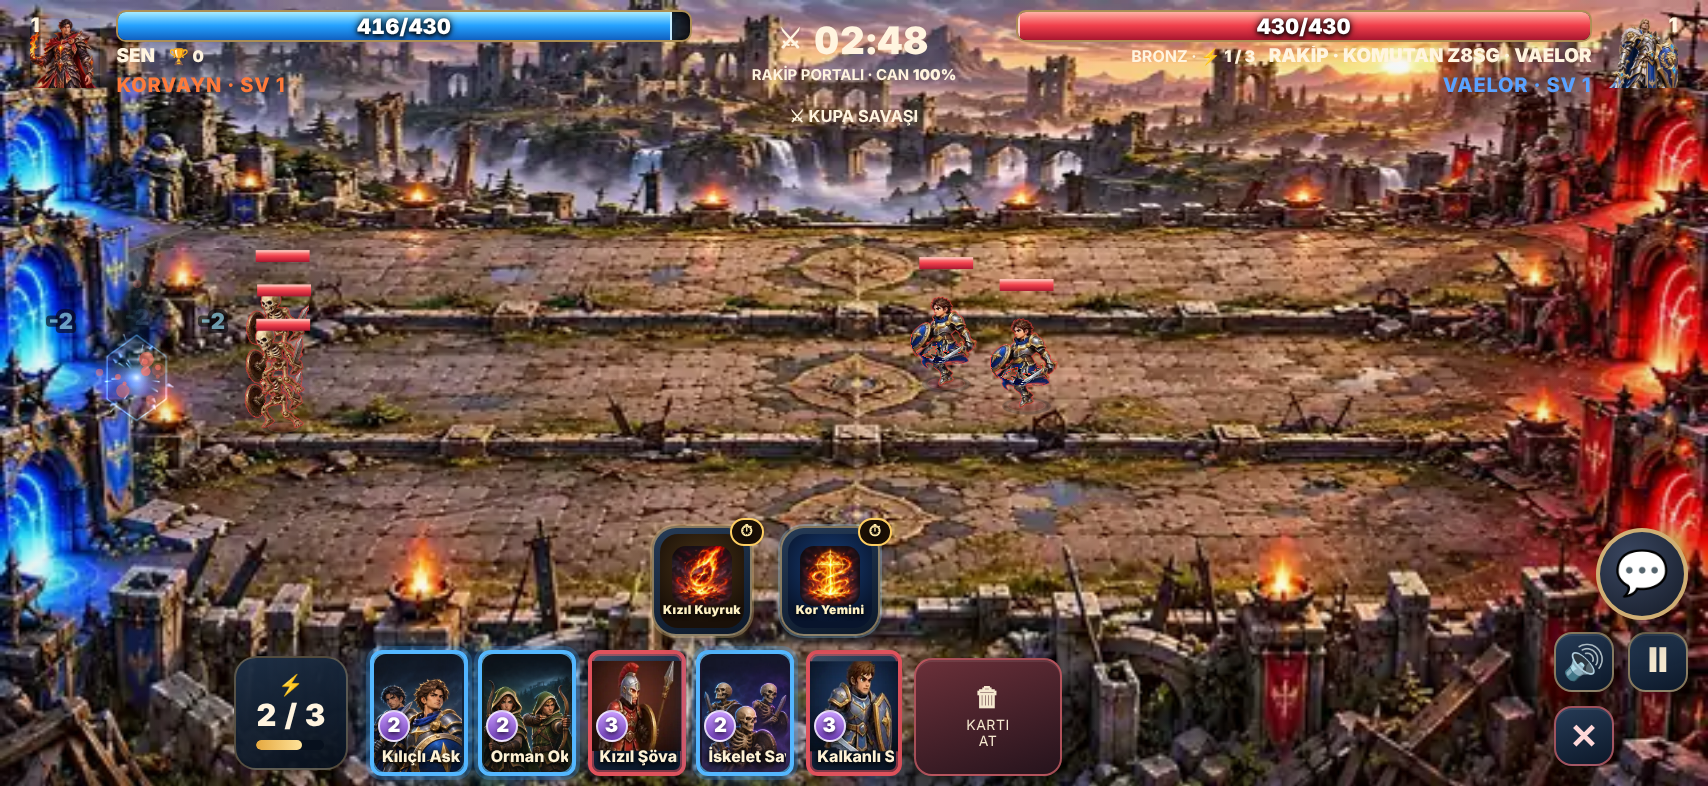 1
416/430
SEN 🏆 0
KORVAYN · SV 1
⚔ 02:48
RAKİP PORTALI · CAN 100%
⚔ KUPA SAVAŞI
430/430
1
BRONZ · ⚡ 1 / 3 RAKİP · KOMUTAN Z8SG · VAELOR
VAELOR · SV 1
-2
-2
Kızıl Kuyruk
Kor Yemini
2 / 3
2
Kılıçlı Ask
2
Orman Ok
3
Kızıl Şöva
2
İskelet Sa
3
Kalkanlı S
KARTI
AT